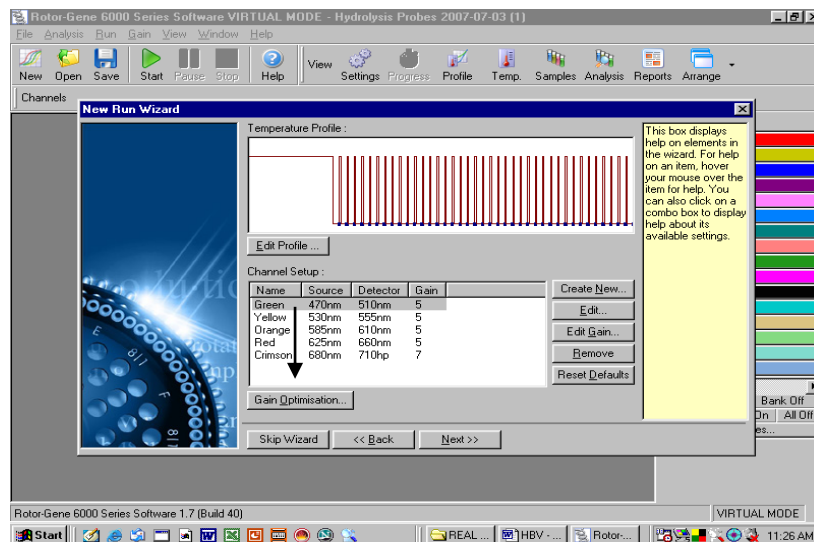 Rotor-Gene 6000 Series Software VIRTUAL MODE - Hydrolysis Probes 2007-07-03 (1)
File Analysis Run Gain View Window Help
New Open Save Start Pause Stop Help View Settings Progress Profile Temp. Samples Analysis Reports Arrange
Channels
New Run Wizard
Temperature Profile :
Edit Profile ...
Channel Setup :
Name Source Detector Gain
Green 470nm 510nm 5
Yellow 530nm 555nm 5
Orange 585nm 610nm 5
Red 625nm 660nm 5
Crimson 680nm 710hp 7
Create New...
Edit...
Edit Gain...
Remove
Reset Defaults
Gain Optimisation...
Skip Wizard << Back Next >>
This box displays
help on elements in
the wizard. For help
on an item, hover
your mouse over the
item for help. You
can also click on a
combo box to display
help about its
available settings.
Bank Off
On All Off
es...
Rotor-Gene 6000 Series Software 1.7 (Build 40) VIRTUAL MODE
Start REAL ... HBV - ... Rotor-... 11:26 AM